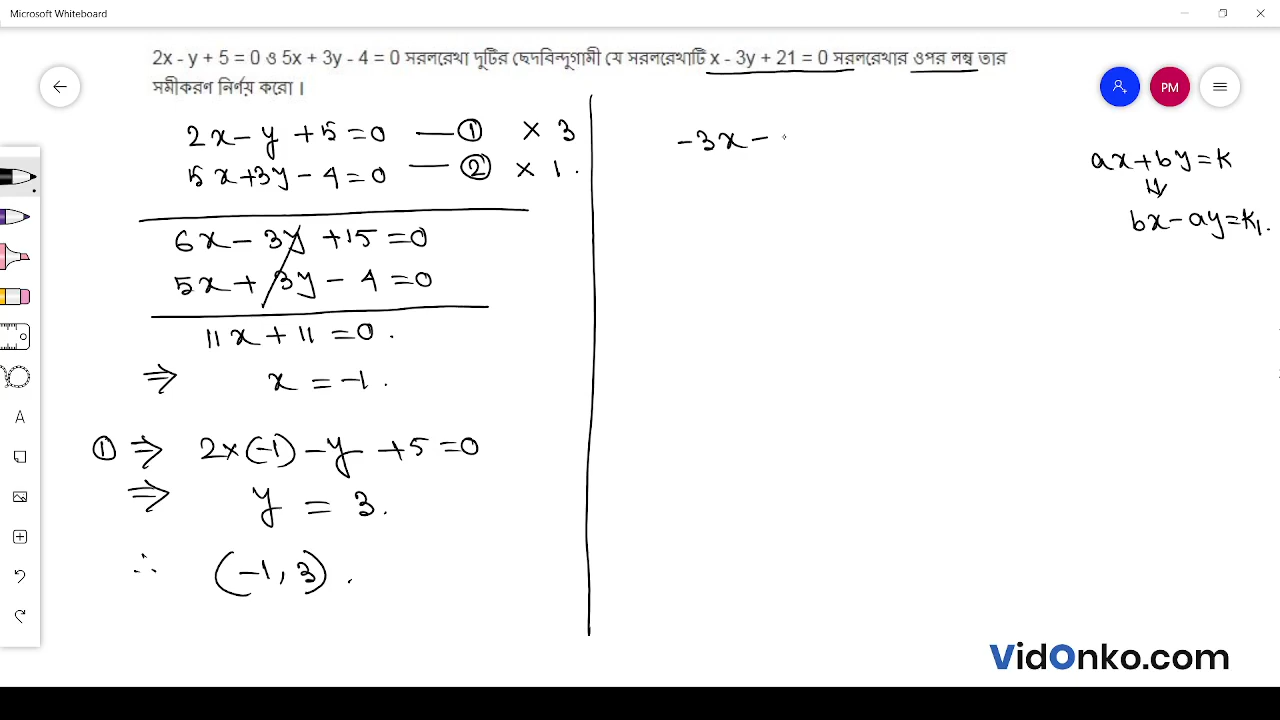 Microsoft Whiteboard
2x - y + 5 = 0 ও 5x + 3y - 4 = 0 সরলরেখা দুটির ছেদবিন্দুগামী যে সরলরেখাটি x - 3y + 21 = 0 সরলরেখার ওপর লম্ব তার
সমীকরণ নির্ণয় করো ।
PM
2x - y + 5 = 0 — ① × 3
5x + 3y - 4 = 0 — ② × 1.
6x - 3y + 15 = 0
5x + 3y - 4 = 0
11x + 11 = 0.
⇒ x = -1.
① ⇒ 2×(-1) - y + 5 = 0
⇒ y = 3.
∴ (-1, 3).
-3x -
ax + by = K
⇓
bx - ay = K₁.
A
VidOnko.com